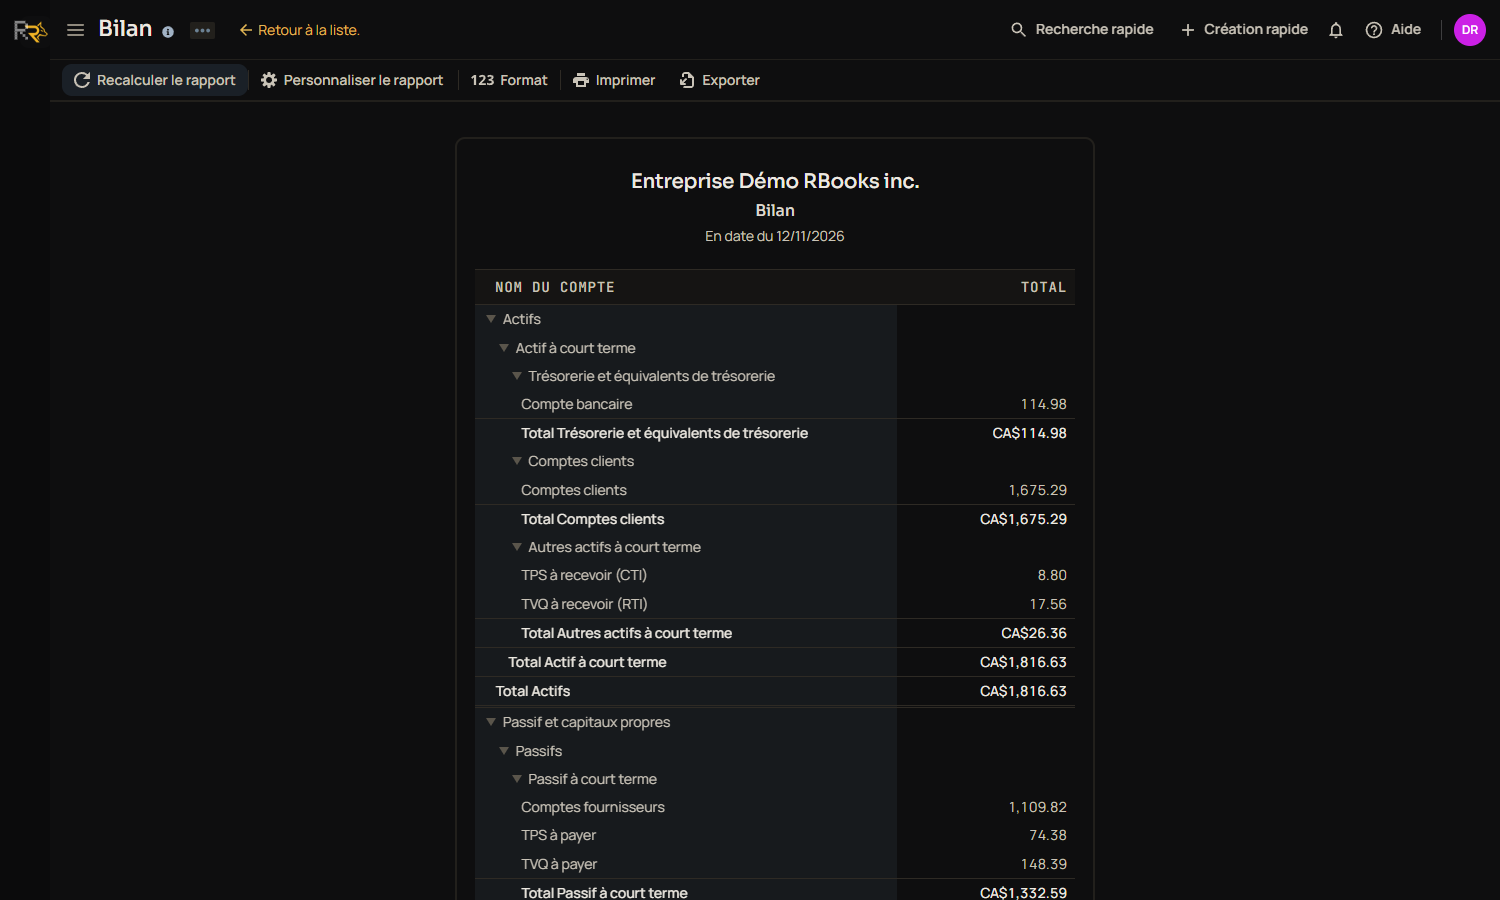 RR
Bilan
Retour à la liste.
Recherche rapide
Création rapide
Aide
DR
Recalculer le rapport
Personnaliser le rapport
123 Format
Imprimer
Exporter
Entreprise Démo RBooks inc.
Bilan
En date du 12/11/2026
NOM DU COMPTE TOTAL
Actifs
Actif à court terme
Trésorerie et équivalents de trésorerie
Compte bancaire 114.98
Total Trésorerie et équivalents de trésorerie CA$114.98
Comptes clients
Comptes clients 1,675.29
Total Comptes clients CA$1,675.29
Autres actifs à court terme
TPS à recevoir (CTI) 8.80
TVQ à recevoir (RTI) 17.56
Total Autres actifs à court terme CA$26.36
Total Actif à court terme CA$1,816.63
Total Actifs CA$1,816.63
Passif et capitaux propres
Passifs
Passif à court terme
Comptes fournisseurs 1,109.82
TPS à payer 74.38
TVQ à payer 148.39
Total Passif à court terme CA$1,332.59